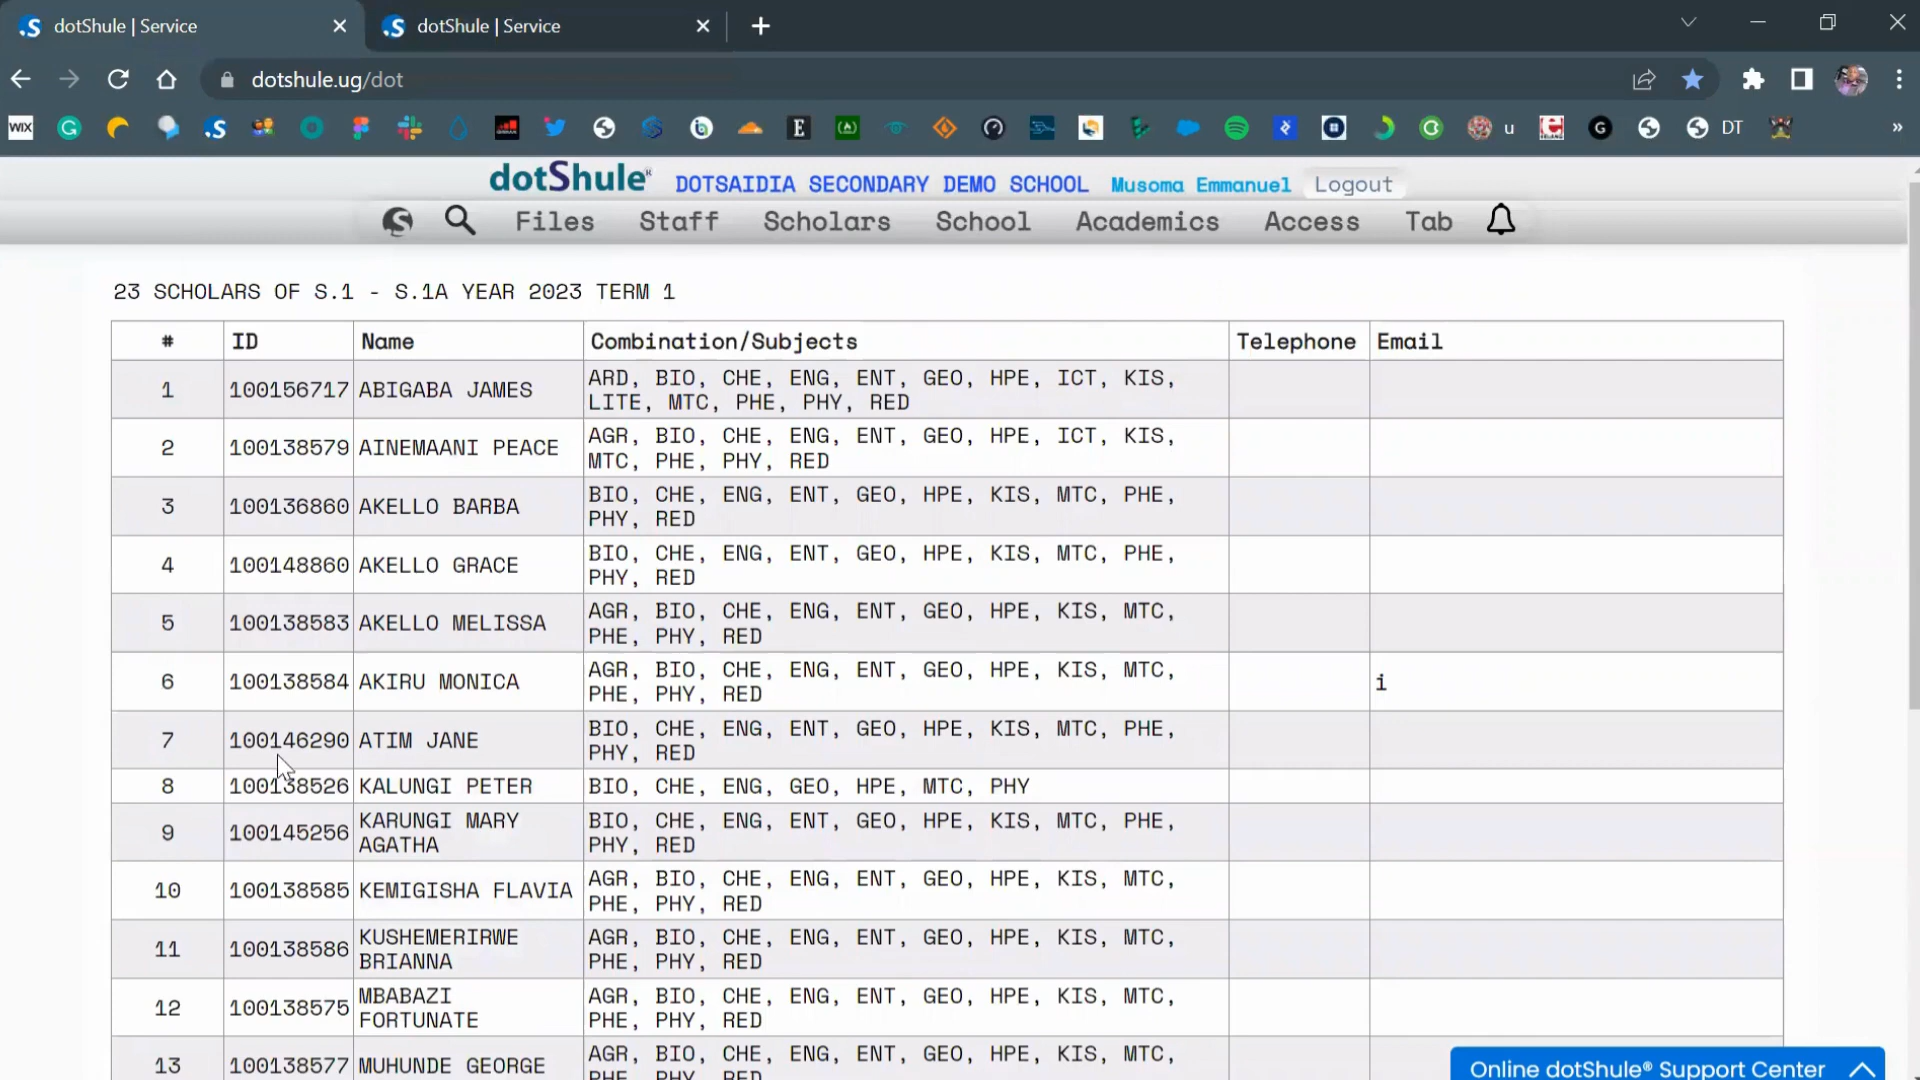 dotShule | Service
dotShule | Service
dotshule.ug/dot
WIX
E
u
G
DT
»
dotShule®
DOTSAIDIA SECONDARY DEMO SCHOOL
Musoma Emmanuel
Logout
Files Staff Scholars School Academics Access Tab
23 SCHOLARS OF S.1 - S.1A YEAR 2023 TERM 1
# ID Name Combination/Subjects Telephone Email
1 100156717 ABIGABA JAMES ARD, BIO, CHE, ENG, ENT, GEO, HPE, ICT, KIS,
LITE, MTC, PHE, PHY, RED
2 100138579 AINEMAANI PEACE AGR, BIO, CHE, ENG, ENT, GEO, HPE, ICT, KIS,
MTC, PHE, PHY, RED
3 100136860 AKELLO BARBA BIO, CHE, ENG, ENT, GEO, HPE, KIS, MTC, PHE,
PHY, RED
4 100148860 AKELLO GRACE BIO, CHE, ENG, ENT, GEO, HPE, KIS, MTC, PHE,
PHY, RED
5 100138583 AKELLO MELISSA AGR, BIO, CHE, ENG, ENT, GEO, HPE, KIS, MTC,
PHE, PHY, RED
6 100138584 AKIRU MONICA AGR, BIO, CHE, ENG, ENT, GEO, HPE, KIS, MTC,
PHE, PHY, RED
i
7 100146290 ATIM JANE BIO, CHE, ENG, ENT, GEO, HPE, KIS, MTC, PHE,
PHY, RED
8 100138526 KALUNGI PETER BIO, CHE, ENG, GEO, HPE, MTC, PHY
9 100145256 KARUNGI MARY
AGATHA
BIO, CHE, ENG, ENT, GEO, HPE, KIS, MTC, PHE,
PHY, RED
10 100138585 KEMIGISHA FLAVIA AGR, BIO, CHE, ENG, ENT, GEO, HPE, KIS, MTC,
PHE, PHY, RED
11 100138586 KUSHEMERIRWE
BRIANNA
AGR, BIO, CHE, ENG, ENT, GEO, HPE, KIS, MTC,
PHE, PHY, RED
12 100138575 MBABAZI
FORTUNATE
AGR, BIO, CHE, ENG, ENT, GEO, HPE, KIS, MTC,
PHE, PHY, RED
13 100138577 MUHUNDE GEORGE AGR, BIO, CHE, ENG, ENT, GEO, HPE, KIS, MTC,
PHE, PHY, RED
Online dotShule® Support Center